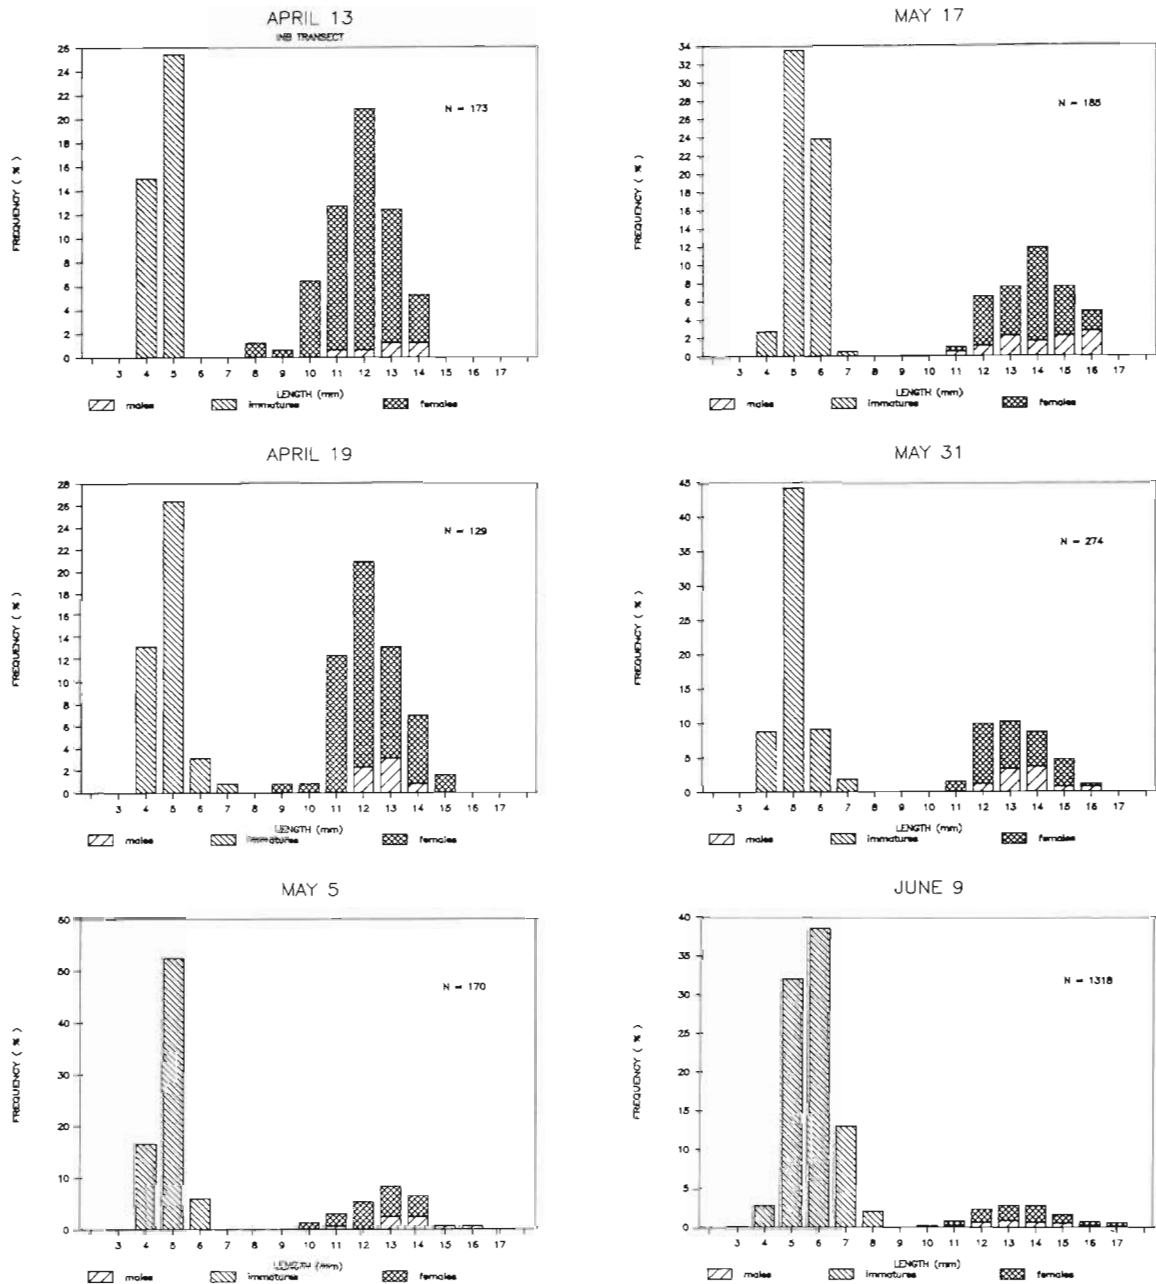 APRIL 13
INB TRANSECT
26
24
22
20
18
16
14
12
10
8
6
4
2
0
FREQUENCY ( % )
N = 173
3 4 5 6 7 8 9 10 11 12 13 14 15 16 17
LENGTH (mm)
males immatures females
MAY 17
34
32
30
28
26
24
22
20
18
16
14
12
10
8
6
4
2
0
FREQUENCY ( % )
N = 185
3 4 5 6 7 8 9 10 11 12 13 14 15 16 17
LENGTH (mm)
males immatures females
APRIL 19
28
26
24
22
20
18
16
14
12
10
8
6
4
2
0
FREQUENCY ( % )
N = 129
3 4 5 6 7 8 9 10 11 12 13 14 15 16 17
LENGTH (mm)
males immatures females
MAY 31
45
40
35
30
25
20
15
10
5
0
FREQUENCY ( % )
N = 274
3 4 5 6 7 8 9 10 11 12 13 14 15 16 17
LENGTH (mm)
males immatures females
MAY 5
60
50
40
30
20
10
0
FREQUENCY ( % )
N = 170
3 4 5 6 7 8 9 10 11 12 13 14 15 16 17
LENGTH (mm)
males immatures females
JUNE 9
40
35
30
25
20
15
10
5
0
FREQUENCY ( % )
N = 1318
3 4 5 6 7 8 9 10 11 12 13 14 15 16 17
LENGTH (mm)
males immatures females